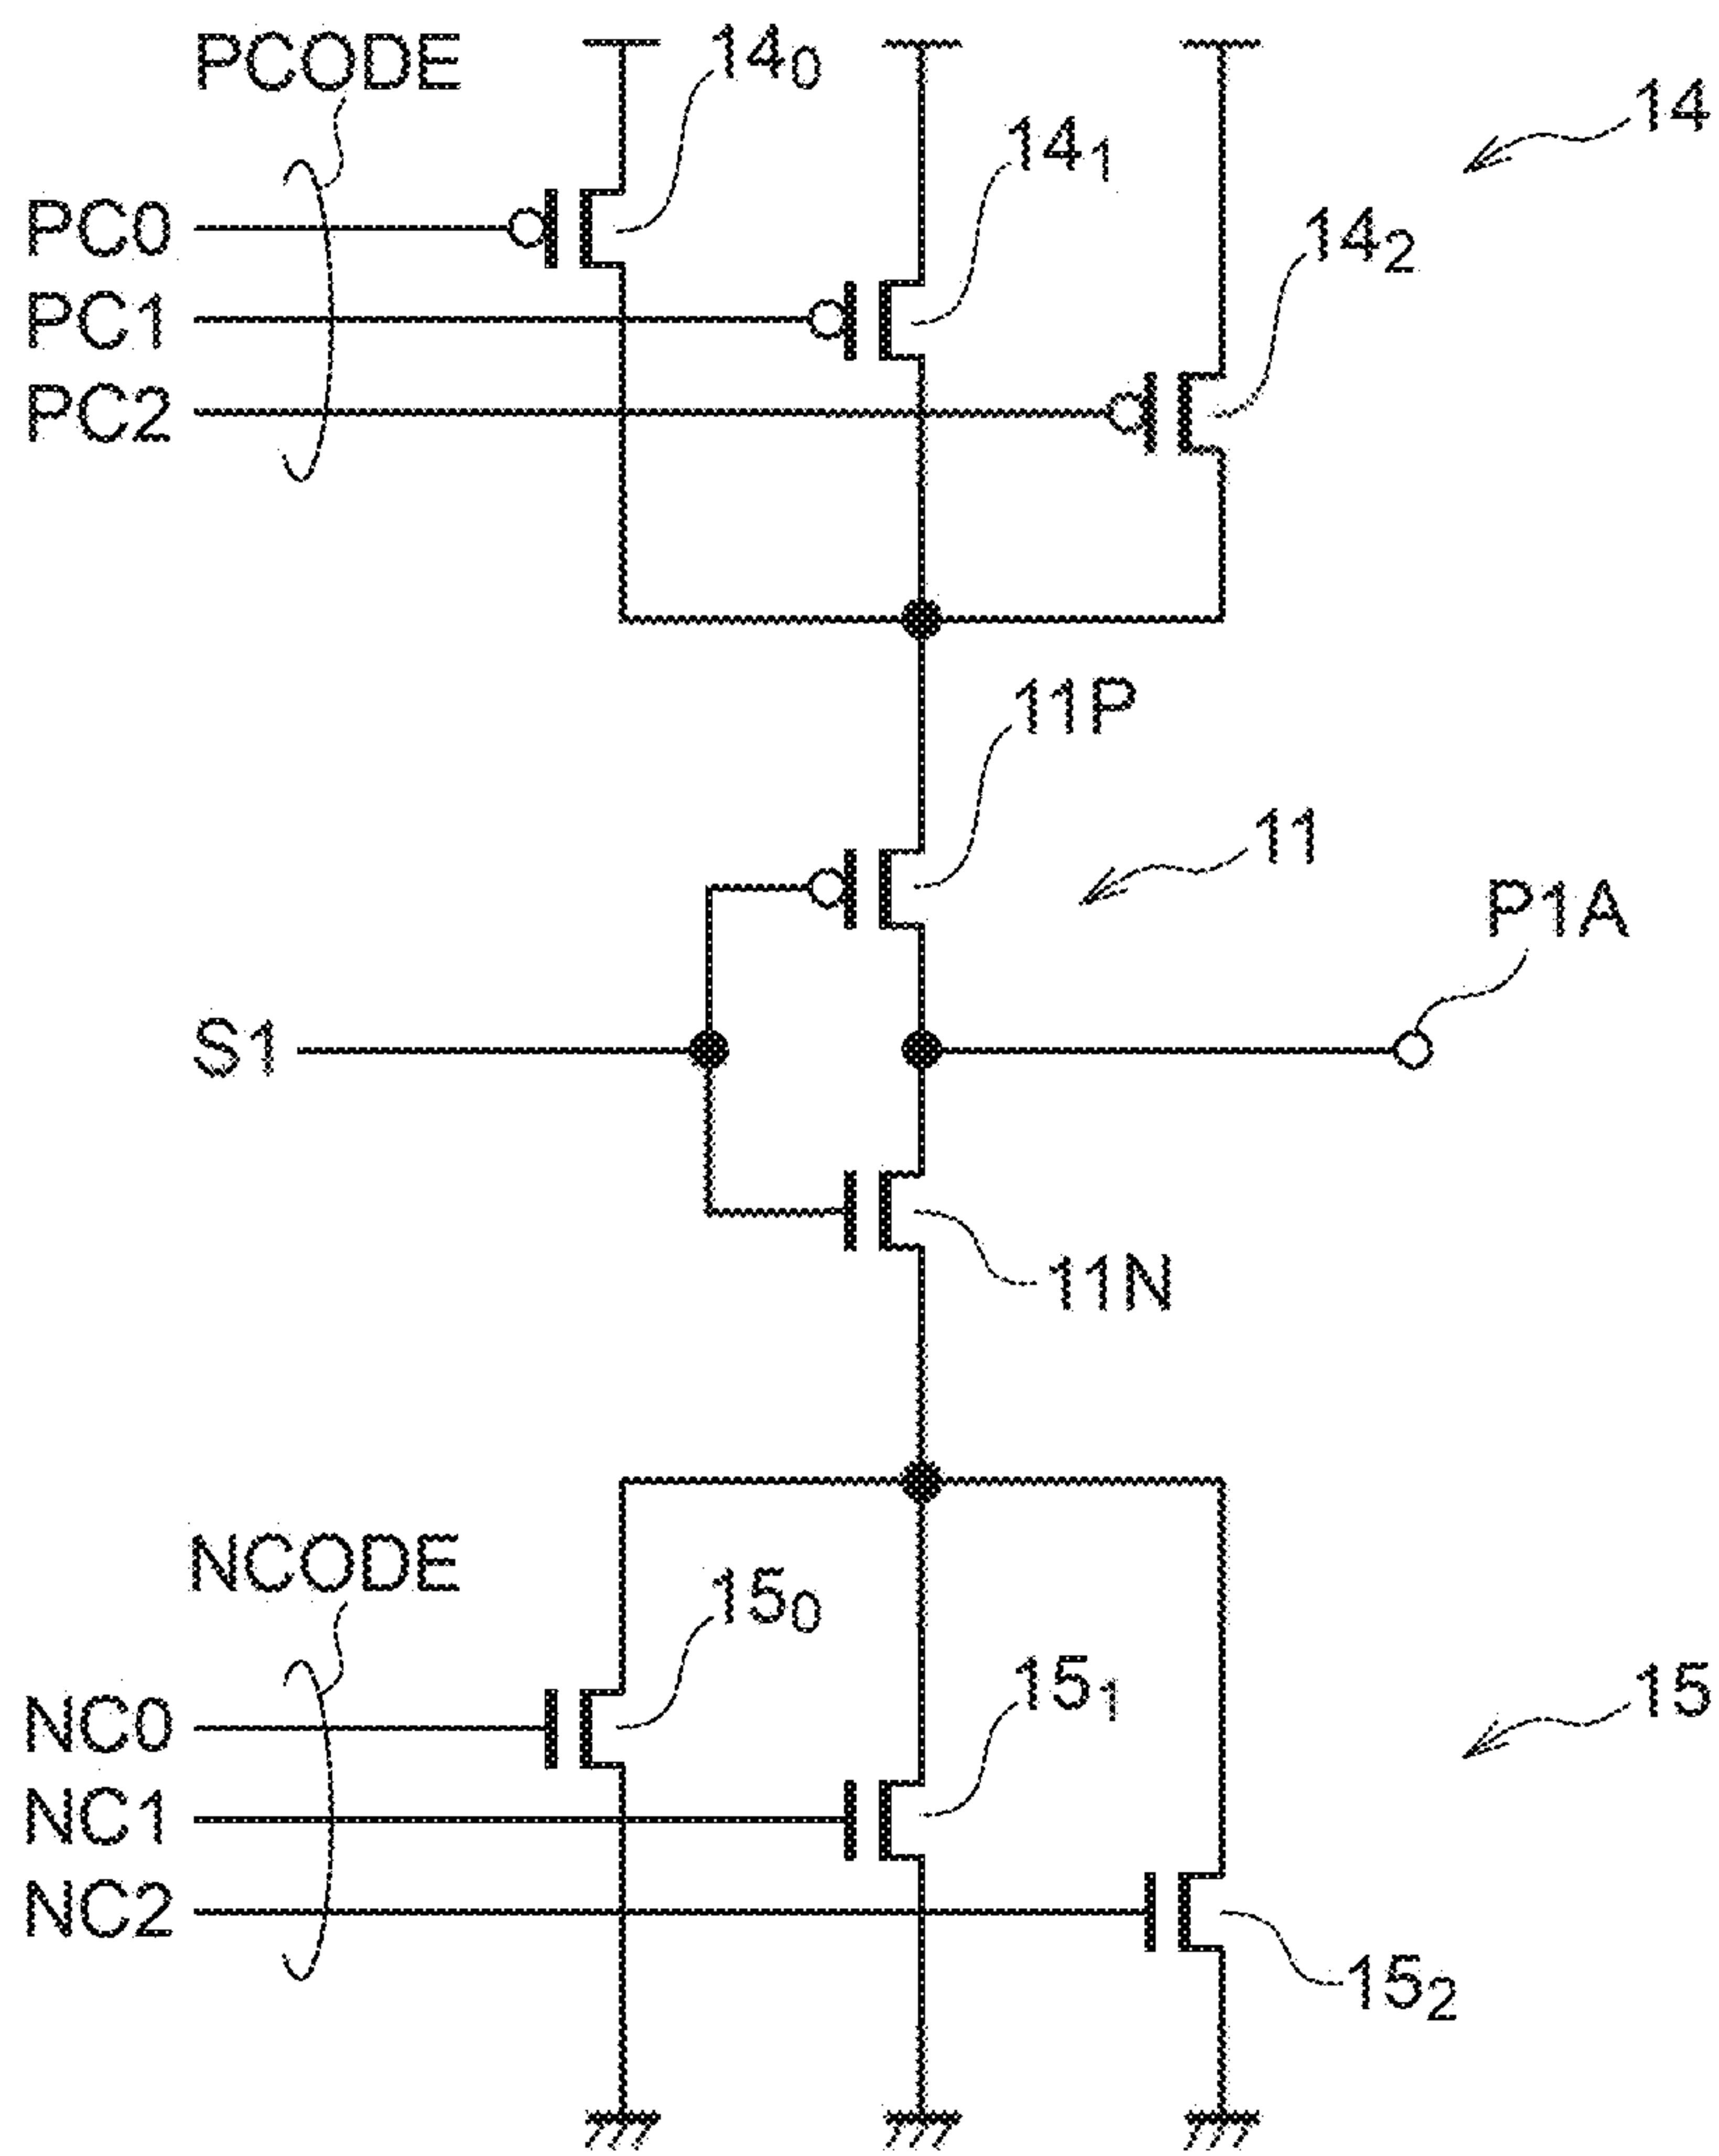 PCODE
14₀
14
14₁
PC0
14₂
PC1
PC2
11P
11
P1A
S1
11N
NCODE
15₀
15₁
15
NC0
NC1
NC2
15₂